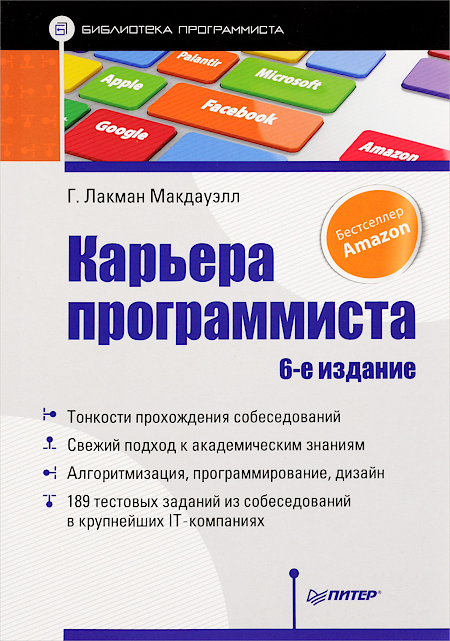 БИБЛИОТЕКА ПРОГРАММИСТА
Palantir
Microsoft
Apple
Facebook
Google
Amazon
Г. Лакман Макдауэлл
Бестселлер
Amazon
Карьера
программиста
6-е издание
Тонкости прохождения собеседований
Свежий подход к академическим знаниям
Алгоритмизация, программирование, дизайн
189 тестовых заданий из собеседований
в крупнейших IT-компаниях
ПИТЕР®